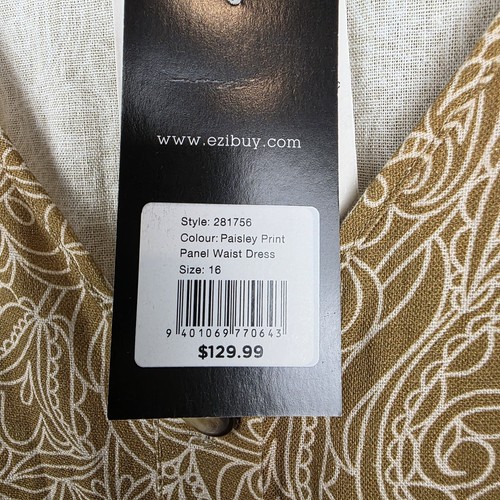 www.ezibuy.com
Style: 281756
Colour: Paisley Print
Panel Waist Dress
Size: 16
9 401069 770643
$129.99